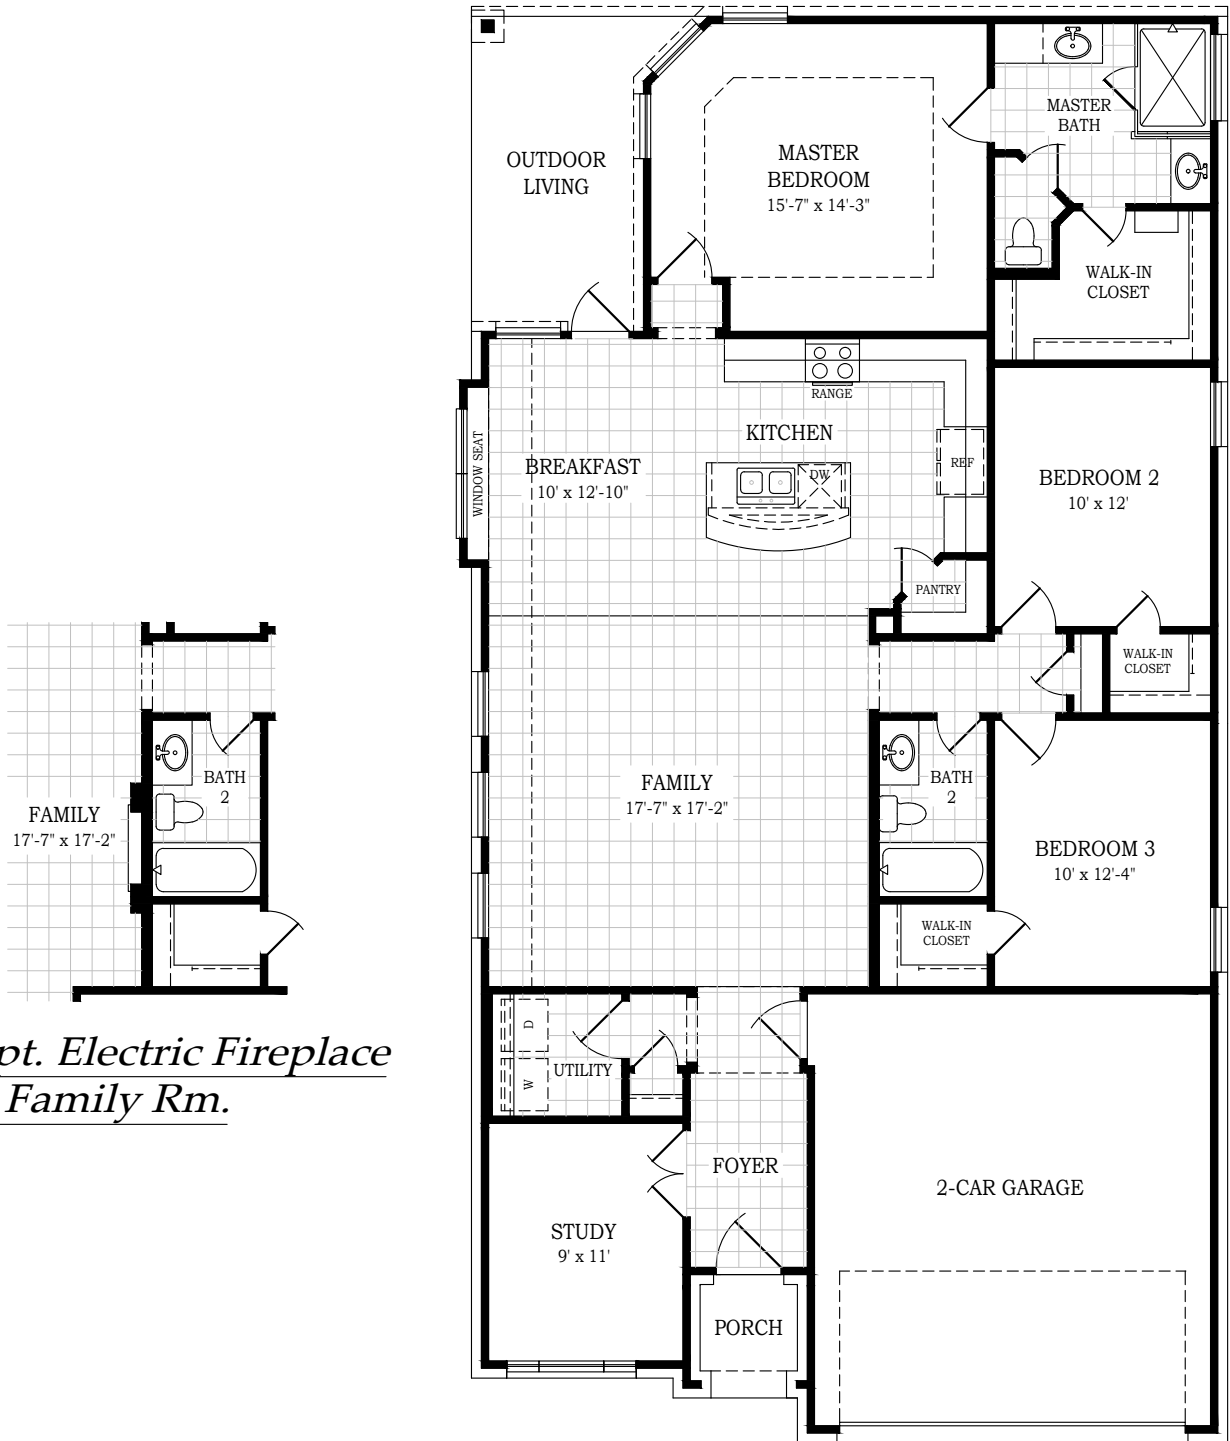 OUTDOOR
LIVING
MASTER
BEDROOM
15'-7" x 14'-3"
MASTER
BATH
WALK-IN
CLOSET
RANGE
KITCHEN
WINDOW SEAT
BREAKFAST
10' x 12'-10"
DW
REF
BEDROOM 2
10' x 12'
PANTRY
WALK-IN
CLOSET
FAMILY
17'-7" x 17'-2"
BATH
2
BEDROOM 3
10' x 12'-4"
WALK-IN
CLOSET
BATH
2
FAMILY
17'-7" x 17'-2"
pt. Electric Fireplace
Family Rm.
D
W
UTILITY
FOYER
2-CAR GARAGE
STUDY
9' x 11'
PORCH